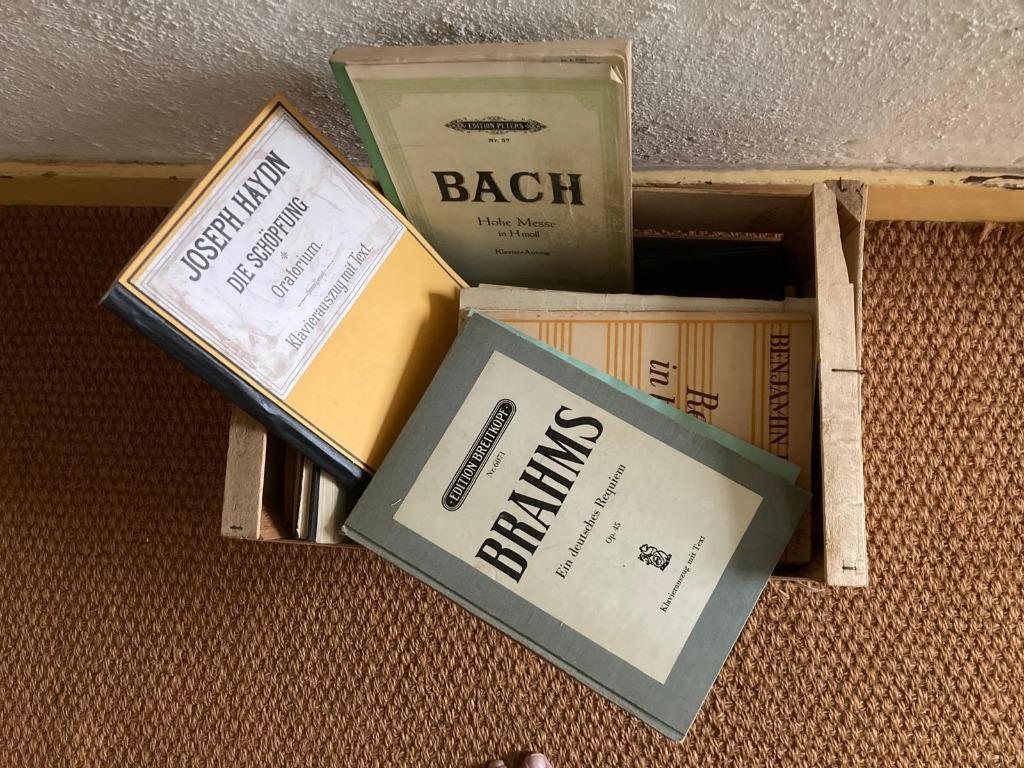 EDITION PETERS
Nr. 37
BACH
Hohe Messe
in H moll
Klavier-Auszug
JOSEPH HAYDN
DIE SCHÖPFUNG
Oratorium.
Klavierauszug mit Text
BENJAMIN
in
EDITION BREITKOPF
Nr. 6071
BRAHMS
Ein deutsches Requiem
Op. 45
Klavierauszug mit Text